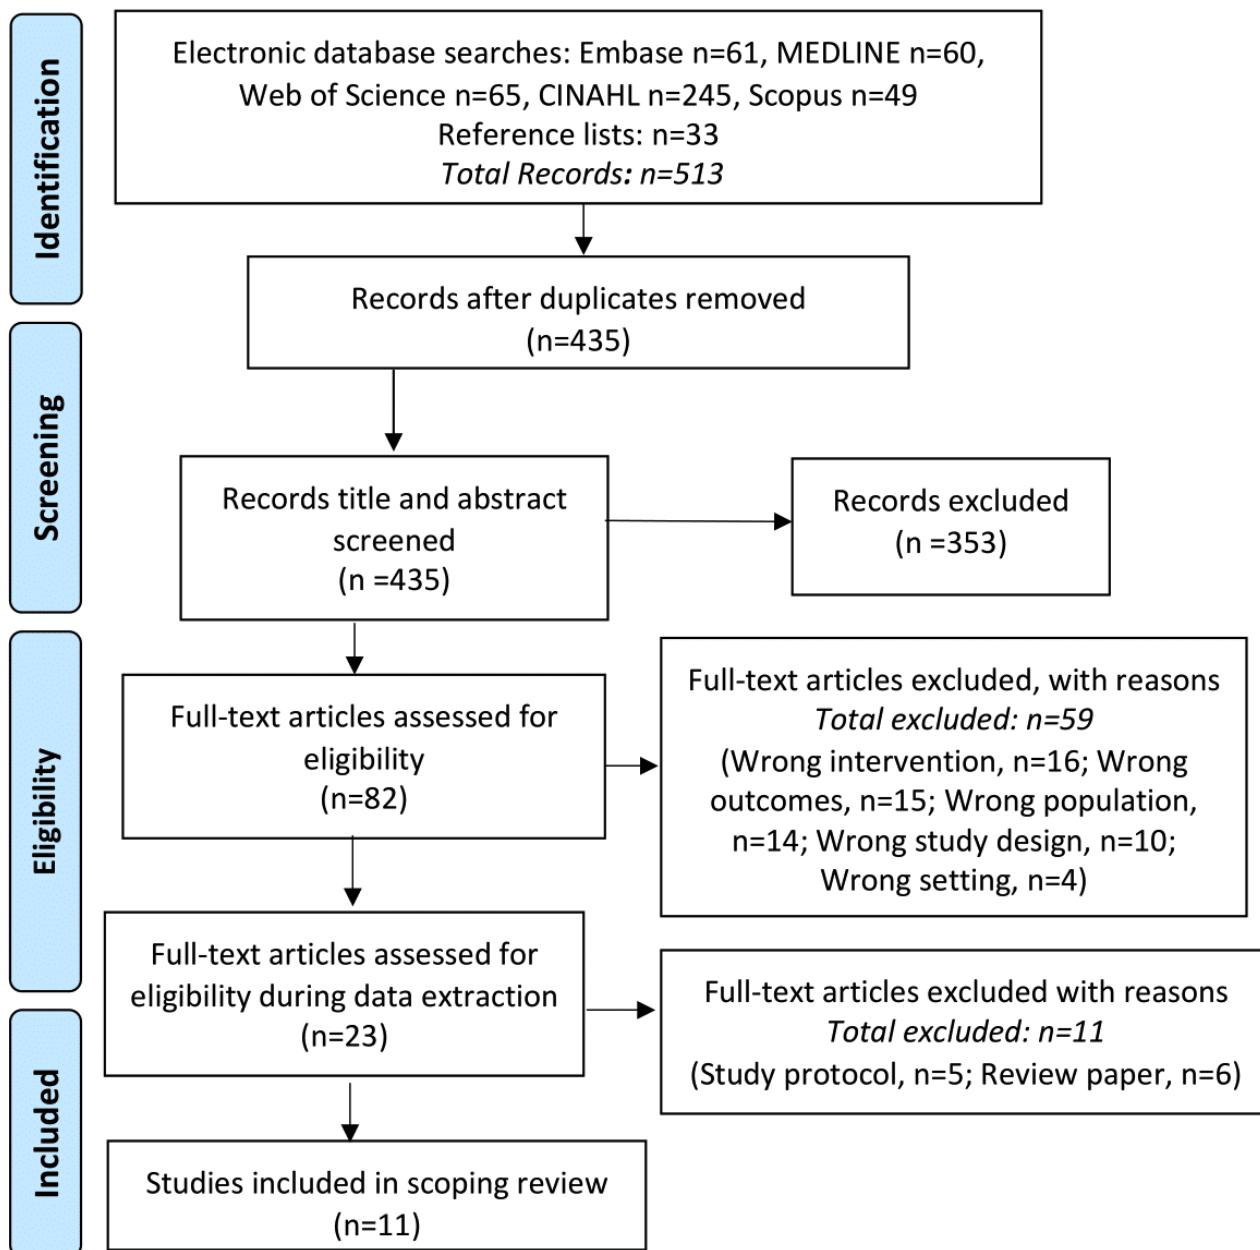 Identification
Electronic database searches: Embase n=61, MEDLINE n=60,
Web of Science n=65, CINAHL n=245, Scopus n=49
Reference lists: n=33
Total Records: n=513
Records after duplicates removed
(n=435)
Screening
Records title and abstract
screened
(n =435)
Records excluded
(n =353)
Eligibility
Full-text articles assessed for
eligibility
(n=82)
Full-text articles excluded, with reasons
Total excluded: n=59
(Wrong intervention, n=16; Wrong
outcomes, n=15; Wrong population,
n=14; Wrong study design, n=10;
Wrong setting, n=4)
Full-text articles assessed for
eligibility during data extraction
(n=23)
Full-text articles excluded with reasons
Total excluded: n=11
(Study protocol, n=5; Review paper, n=6)
Included
Studies included in scoping review
(n=11)